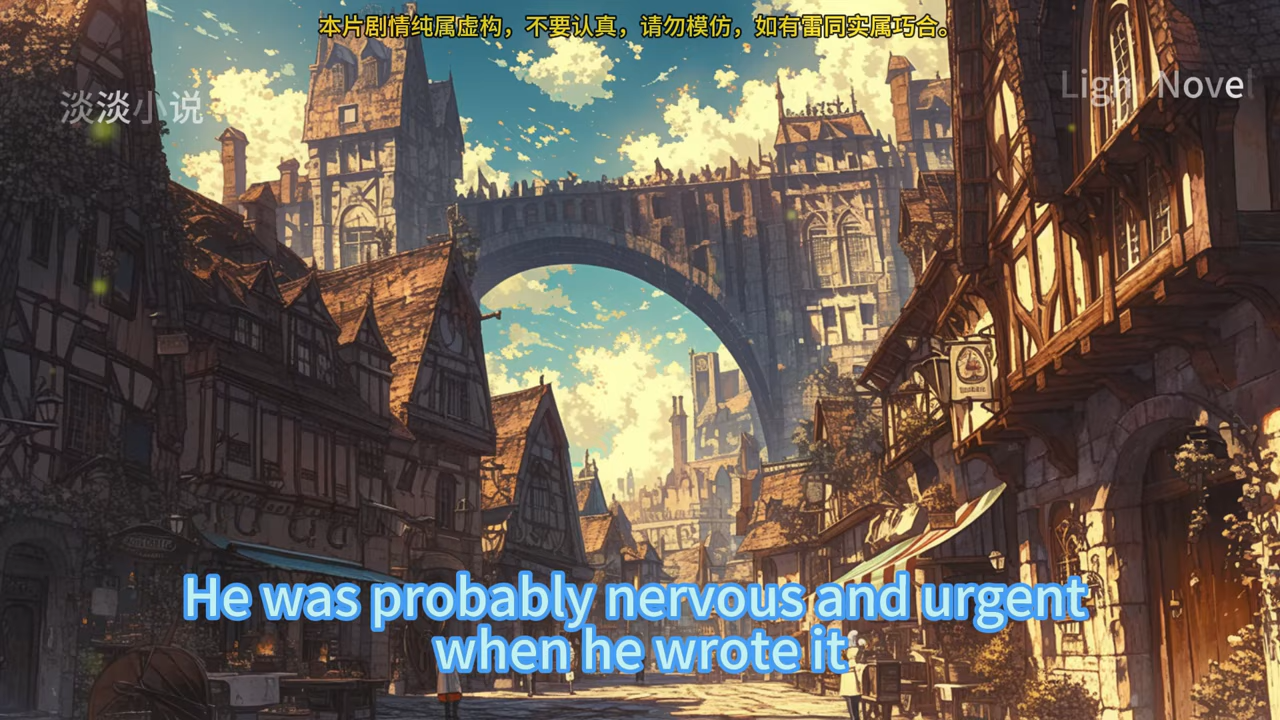 本片剧情纯属虚构，不要认真，请勿模仿，如有雷同实属巧合。
淡淡小说
Light Novel
He was probably nervous and urgent
when he wrote it